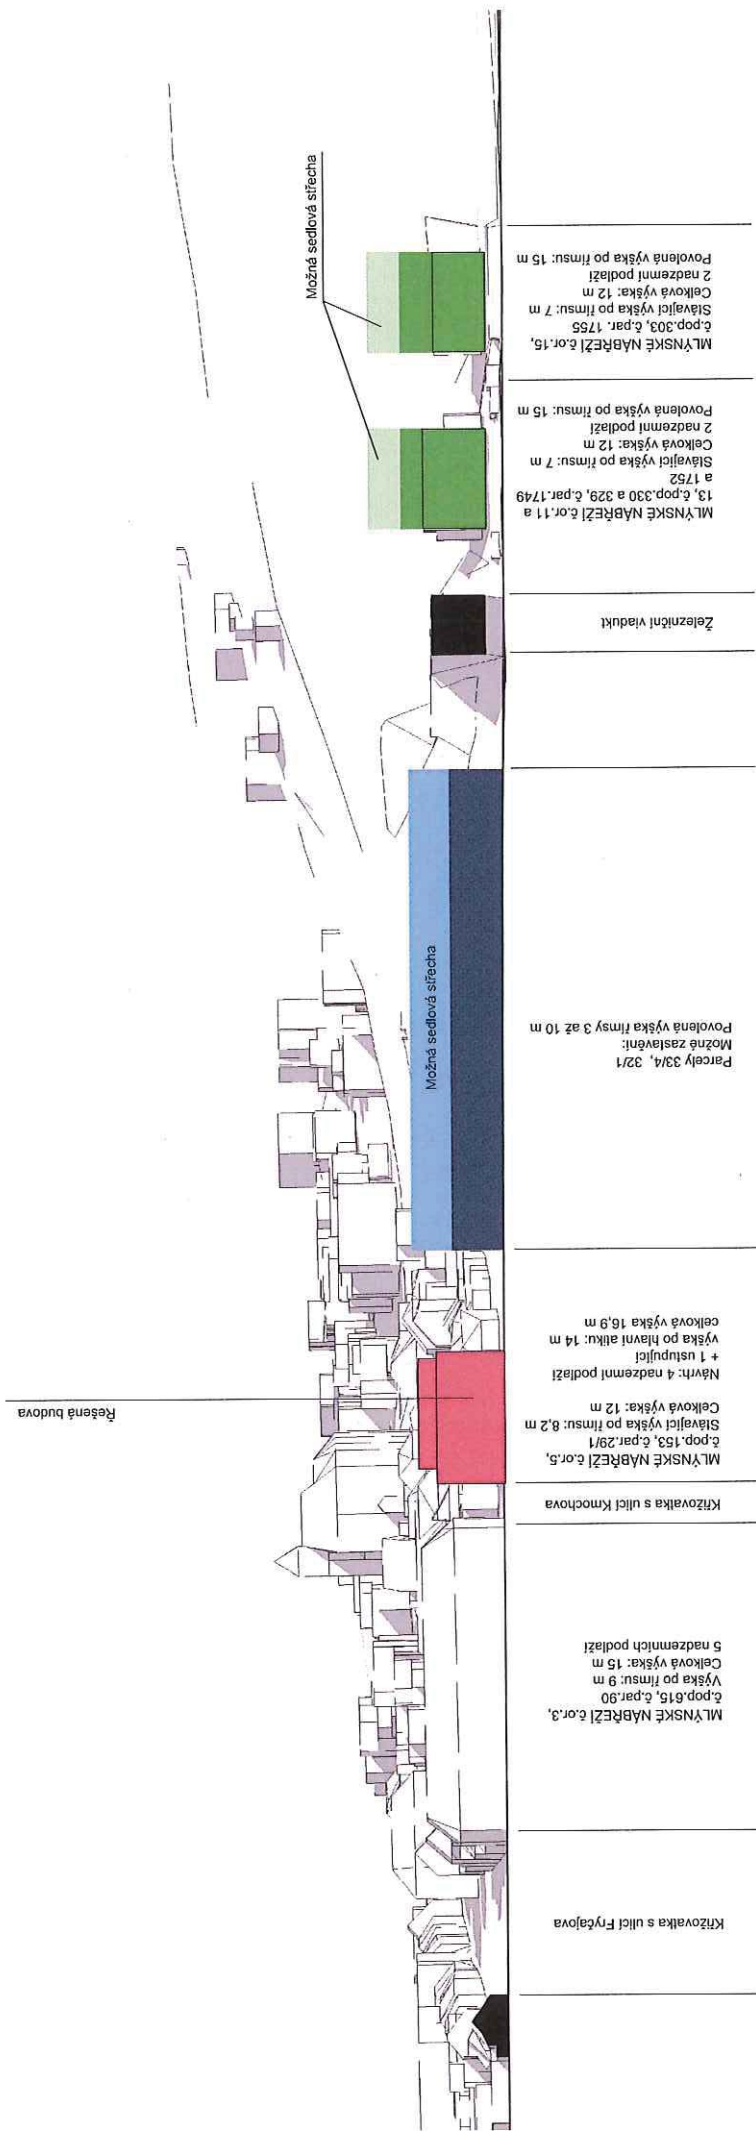 Možná sedlová střecha
MLÝNSKÉ NÁBŘEŽÍ č.or.15,
č.pop.303, č.par. 1755
Stávající výška po římsu: 7 m
Celková výška: 12 m
2 nadzemní podlaží
Povolená výška po římsu: 15 m
MLÝNSKÉ NÁBŘEŽÍ č.or.11 a
13, č.pop.330 a 329, č.par.1749
a 1752
Stávající výška po římsu: 7 m
Celková výška: 12 m
2 nadzemní podlaží
Povolená výška po římsu: 15 m
Železniční viadukt
Možná sedlová střecha
Parcely 33/4, 32/1
Možné zastavění:
Povolená výška římsy 3 až 10 m
Řešená budova
MLÝNSKÉ NÁBŘEŽÍ č.or.5,
č.pop.153, č.par.29/1
Stávající výška po římsu: 8,2 m
Celková výška: 12 m
Návrh: 4 nadzemní podlaží
+ 1 ustupující
výška po hlavní atiku: 14 m
celková výška 16,9 m
Křižovatka s ulicí Kmochova
MLÝNSKÉ NÁBŘEŽÍ č.or.3,
č.pop.615, č.par.90
Výška po římsu: 9 m
Celková výška: 15 m
5 nadzemních podlaží
Křižovatka s ulicí Fryčajova